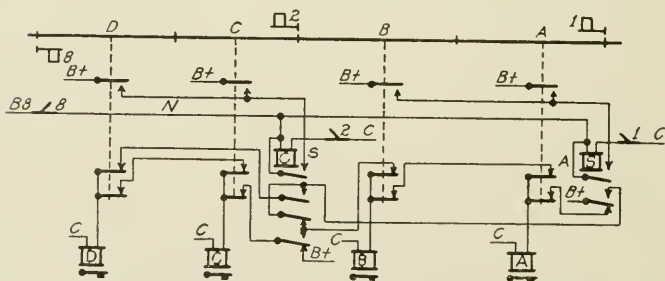 2 1
D C B A
8
B+ B+ B+ B+
B8 8 N 2 C 1 C
C S A S
B+
C C B+ C C
D C B A